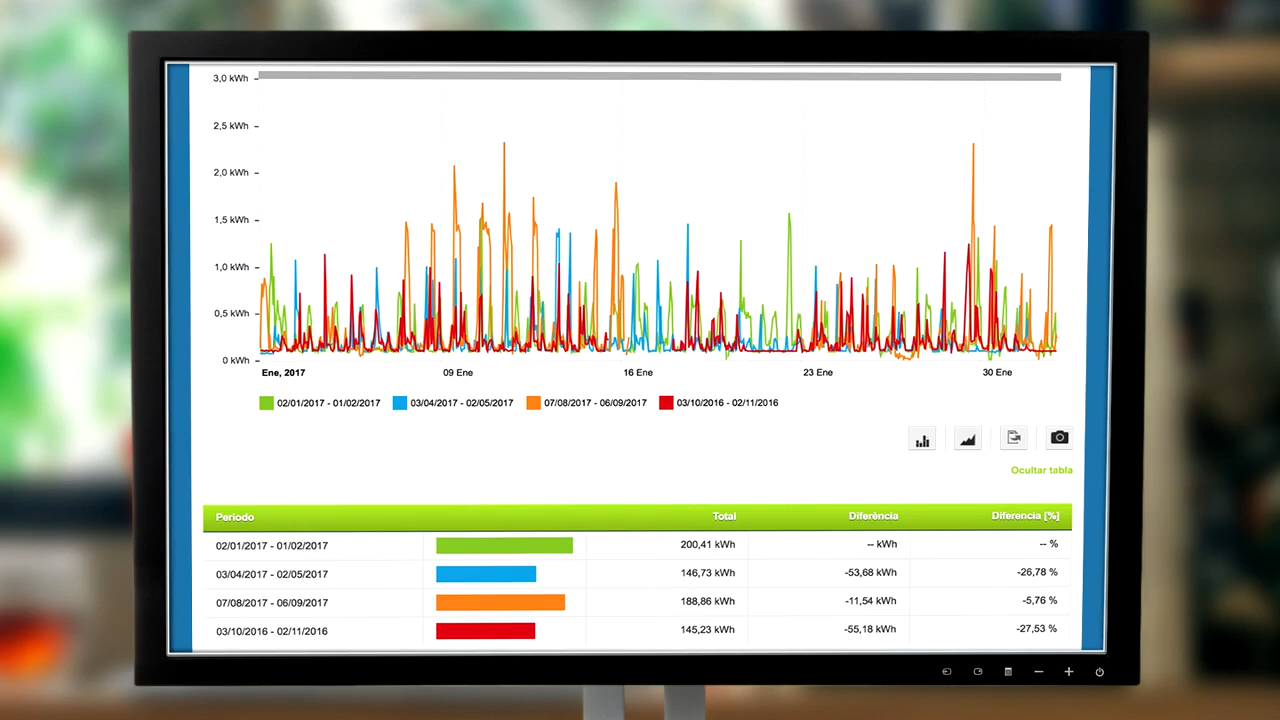 3,0 kWh
2,5 kWh
2,0 kWh
1,5 kWh
1,0 kWh
0,5 kWh
0 kWh
Ene, 2017 09 Ene 16 Ene 23 Ene 30 Ene
02/01/2017 - 01/02/2017 03/04/2017 - 02/05/2017 07/08/2017 - 06/09/2017 03/10/2016 - 02/11/2016
Ocultar tabla
Periodo Total Diferència Diferencia [%]
02/01/2017 - 01/02/2017 200,41 kWh -- kWh -- %
03/04/2017 - 02/05/2017 146,73 kWh -53,68 kWh -26,78 %
07/08/2017 - 06/09/2017 188,86 kWh -11,54 kWh -5,76 %
03/10/2016 - 02/11/2016 145,23 kWh -55,18 kWh -27,53 %